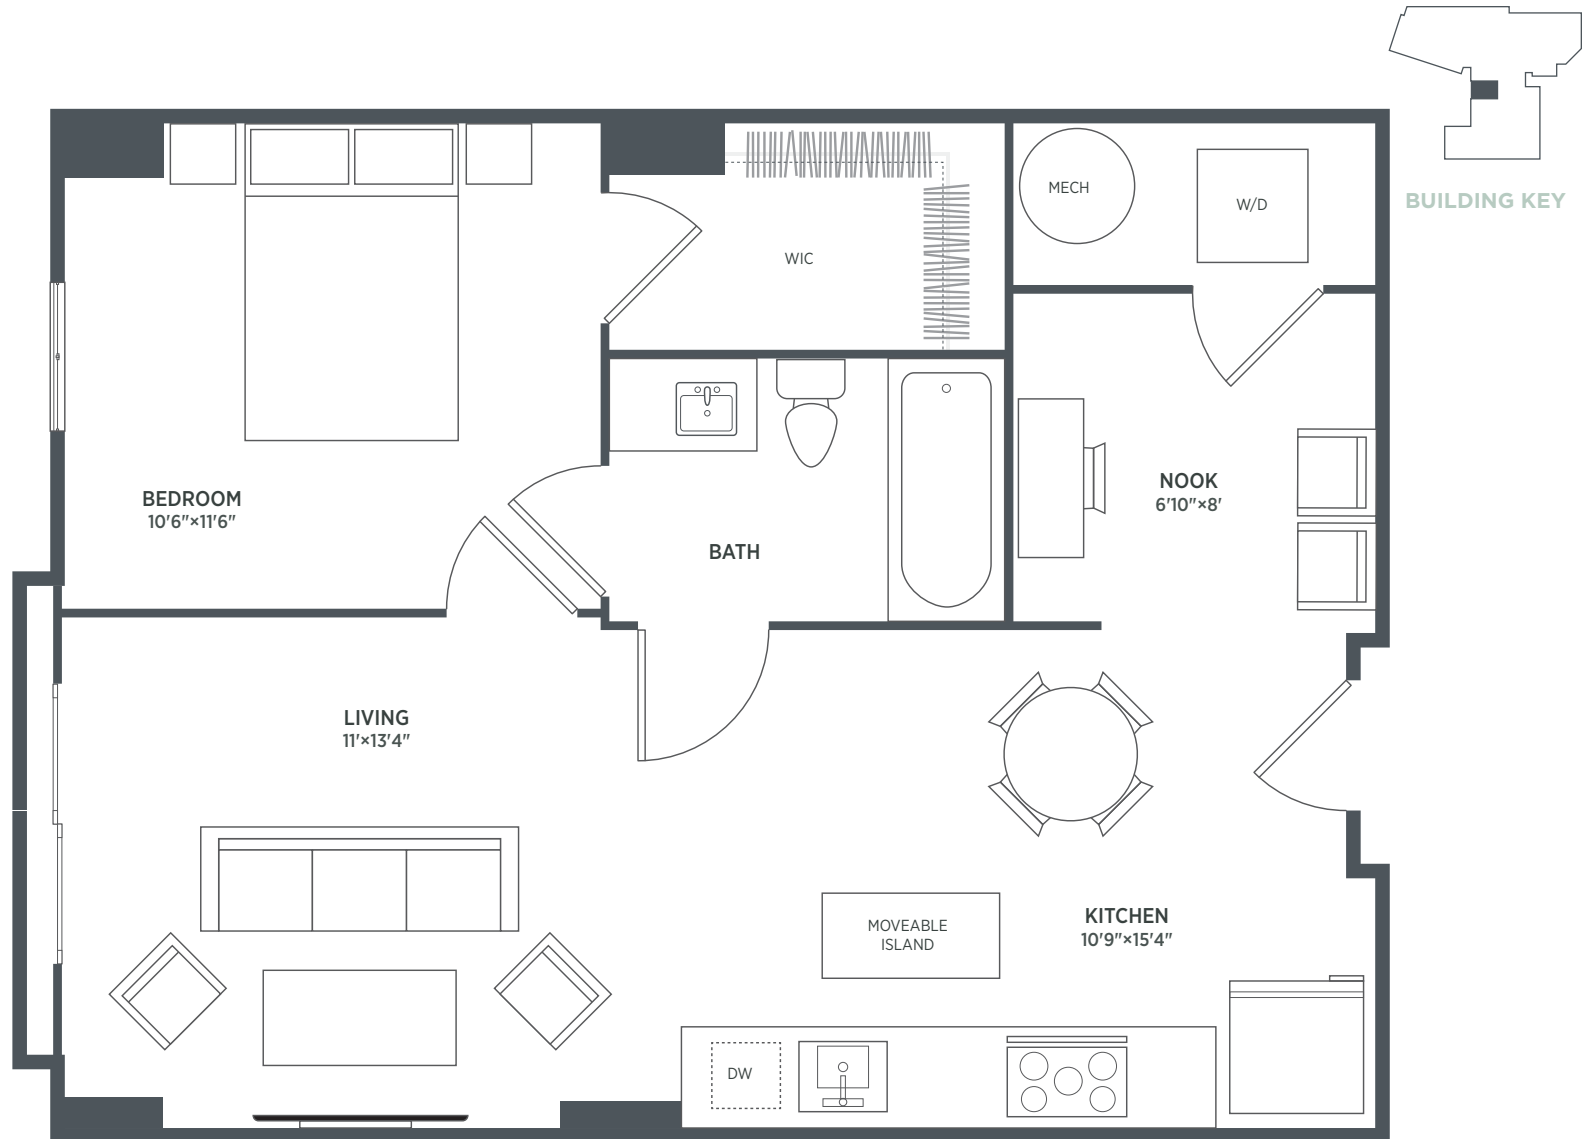 MECH
W/D
BUILDING KEY
WIC
BEDROOM
10'6"×11'6"
NOOK
6'10"×8'
BATH
LIVING
11'×13'4"
MOVEABLE
ISLAND
KITCHEN
10'9"×15'4"
DW